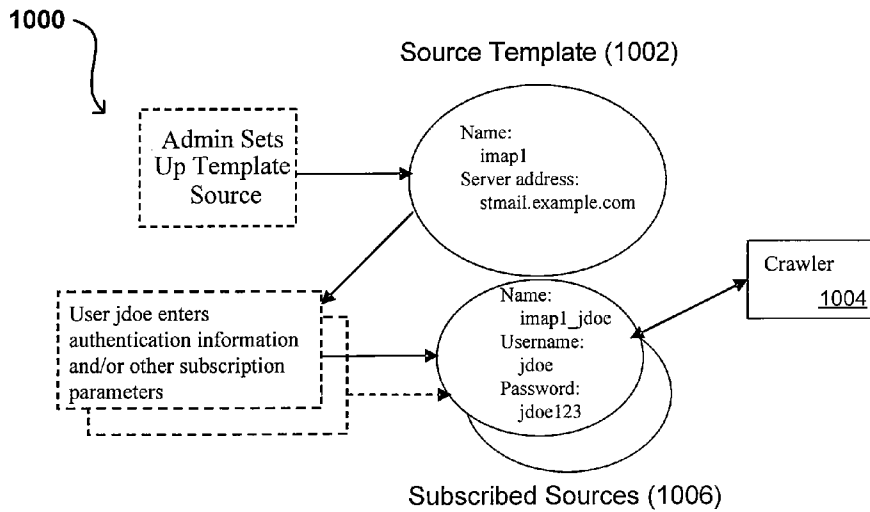 1000
Source Template (1002)
Admin Sets
Up Template
Source
Name:
imap1
Server address:
stmail.example.com
Crawler
1004
User jdoe enters
authentication information
and/or other subscription
parameters
Name:
imap1_jdoe
Username:
jdoe
Password:
jdoe123
Subscribed Sources (1006)